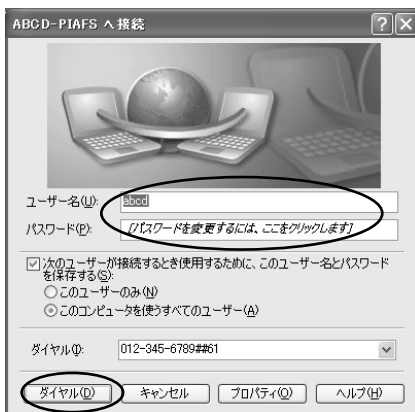 ABCD-PIAFS へ接続
ユーザー名(U): abcd
パスワード(P): [パスワードを変更するには、ここをクリックします]
次のユーザーが接続するとき使用するために、このユーザー名とパスワード
を保存する(S):
このユーザーのみ(N)
このコンピュータを使うすべてのユーザー(A)
ダイヤル(I): 012-345-6789##61
ダイヤル(D) キャンセル プロパティ(O) ヘルプ(H)